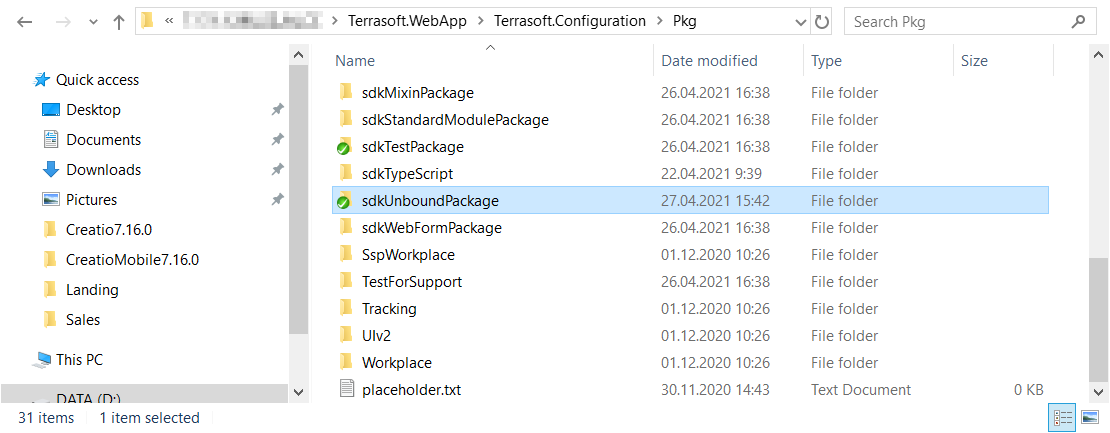 « Terrasoft.WebApp > Terrasoft.Configuration > Pkg
Search Pkg
Quick access
Desktop
Documents
Downloads
Pictures
Creatio7.16.0
CreatioMobile7.16.0
Landing
Sales
This PC
DATA (D:)
Name Date modified Type Size
sdkMixinPackage 26.04.2021 16:38 File folder
sdkStandardModulePackage 26.04.2021 16:38 File folder
sdkTestPackage 26.04.2021 16:38 File folder
sdkTypeScript 22.04.2021 9:39 File folder
sdkUnboundPackage 27.04.2021 15:42 File folder
sdkWebFormPackage 26.04.2021 16:38 File folder
SspWorkplace 01.12.2020 10:26 File folder
TestForSupport 26.04.2021 16:38 File folder
Tracking 01.12.2020 10:26 File folder
UIv2 01.12.2020 10:26 File folder
Workplace 01.12.2020 10:26 File folder
placeholder.txt 30.11.2020 14:43 Text Document 0 KB
31 items 1 item selected